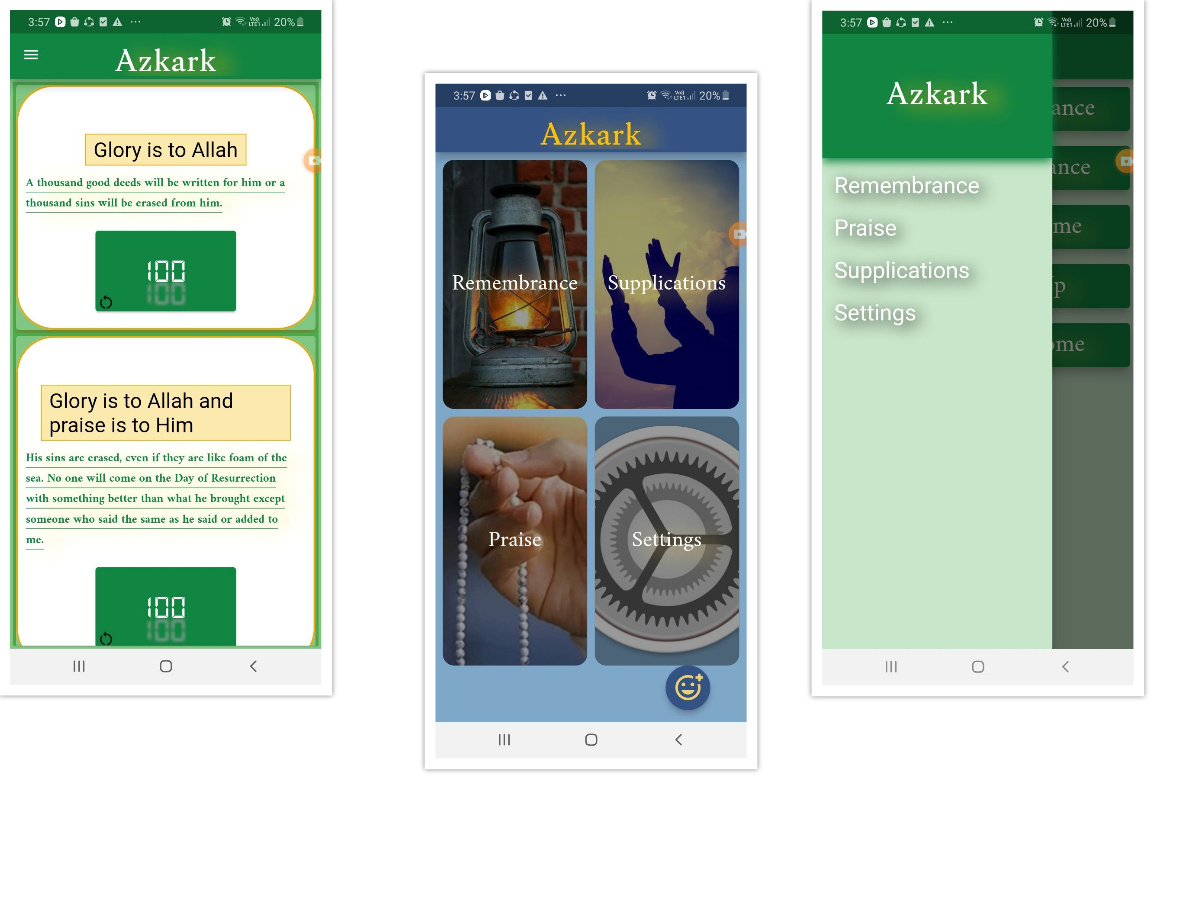 3:57
20%
Azkark
Glory is to Allah
A thousand good deeds will be written for him or a
thousand sins will be erased from him.
100
Glory is to Allah and
praise is to Him
His sins are erased, even if they are like foam of the
sea. No one will come on the Day of Resurrection
with something better than what he brought except
someone who said the same as he said or added to
me.
100
3:57
20%
Azkark
Remembrance
Supplications
Praise
Settings
3:57
20%
Azkark
Remembrance
Praise
Supplications
Settings
ance
ance
me
p
ome